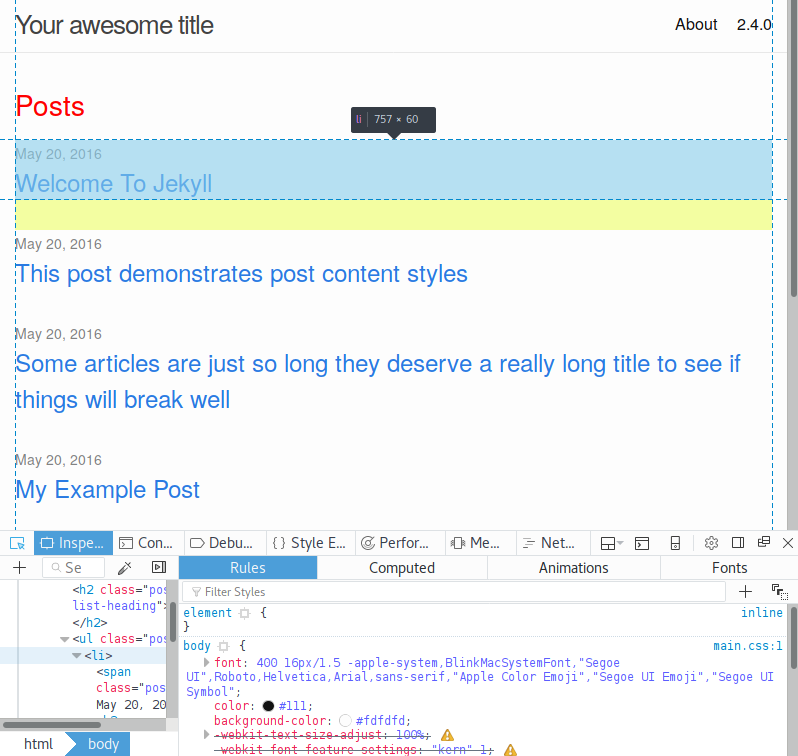 Your awesome title
About 2.4.0
Posts
li 757 × 60
May 20, 2016
Welcome To Jekyll
May 20, 2016
This post demonstrates post content styles
May 20, 2016
Some articles are just so long they deserve a really long title to see if
things will break well
May 20, 2016
My Example Post
Inspe... Con... Debu... { } Style E... Perfor... Me... Net...
Se Rules Computed Animations Fonts
Filter Styles
<h2 class="pos
list-heading">
</h2>
<ul class="pos
<li>
<span
class="pos
May 20, 20
html body
element { inline
}
body { main.css:1
font: 400 16px/1.5 -apple-system,BlinkMacSystemFont,"Segoe
UI",Roboto,Helvetica,Arial,sans-serif,"Apple Color Emoji","Segoe UI Emoji","Segoe UI
Symbol";
color: #111;
background-color: #fdfdfd;
-webkit-text-size-adjust: 100%;
-webkit-font-feature-settings: "kern" 1;